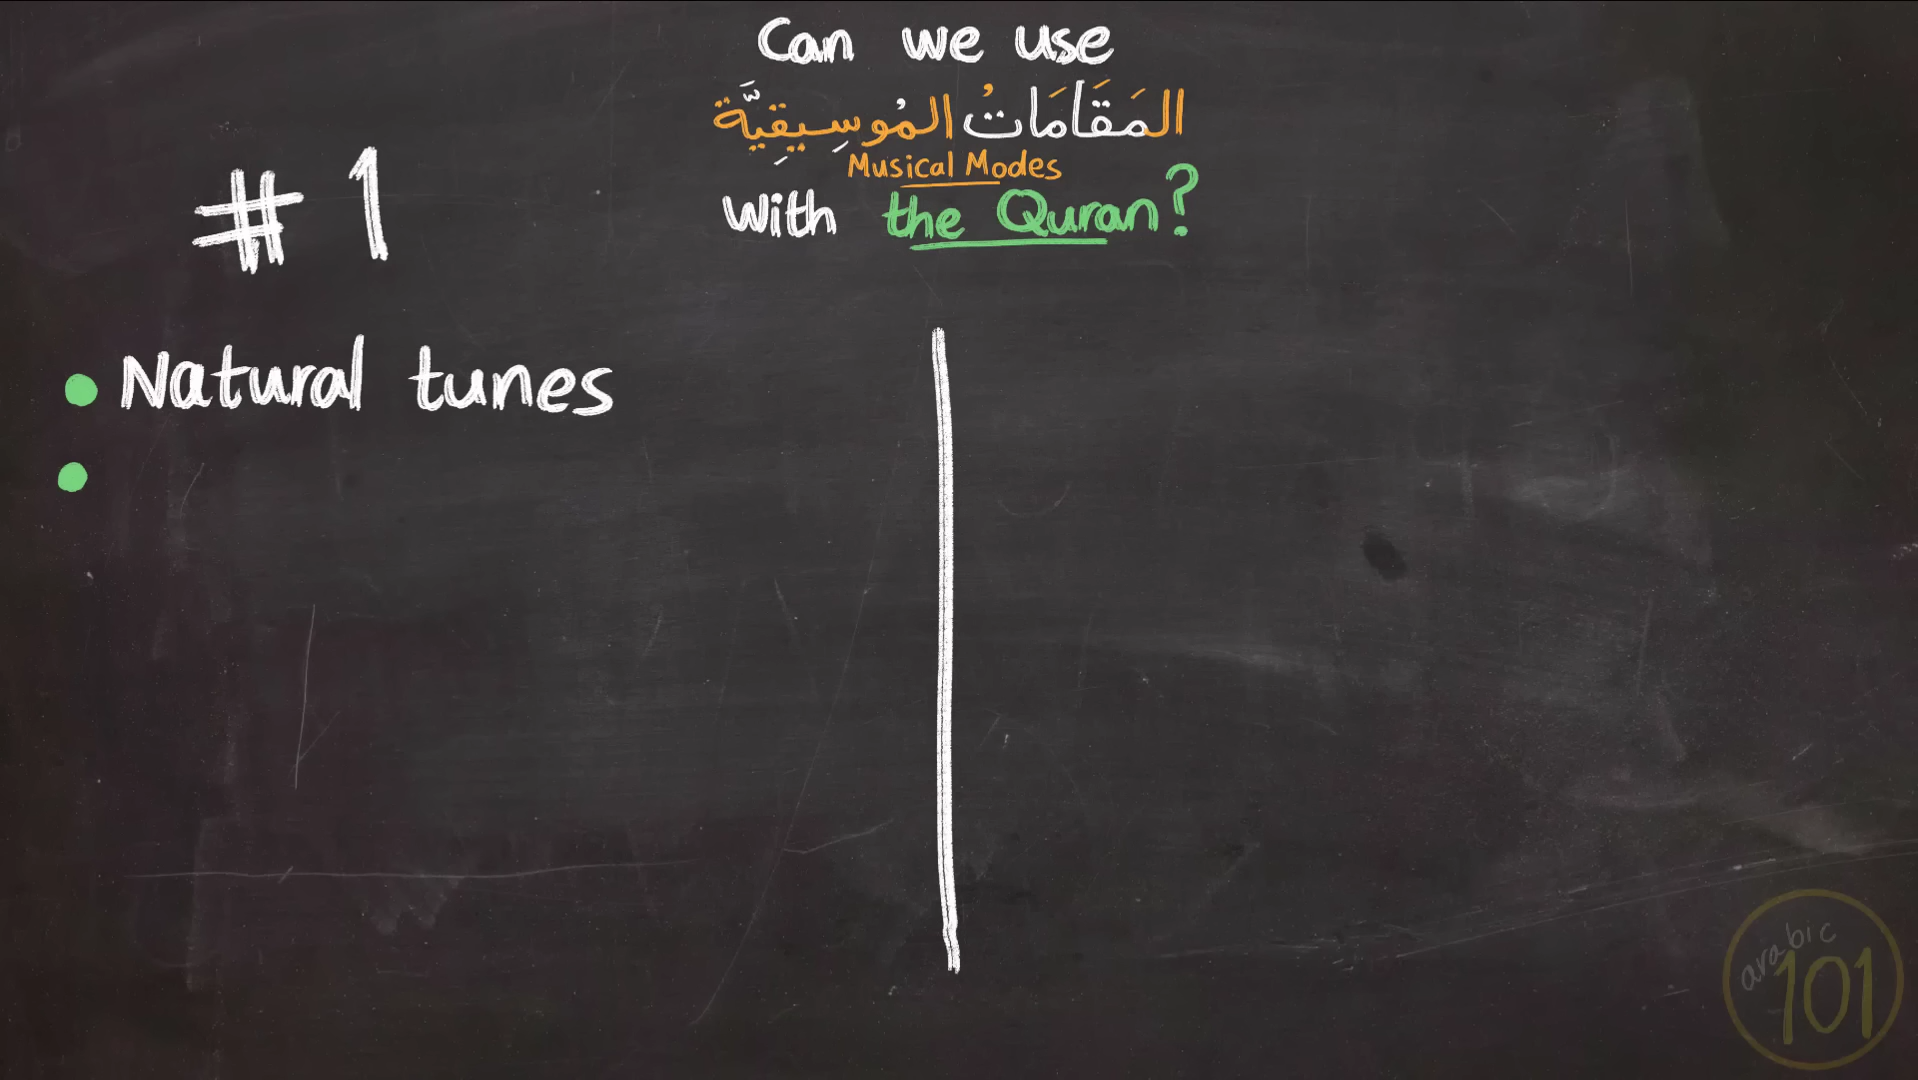 Can we use
المَقَامَاتُ المُوسِيقِيَّة
Musical Modes
with the Quran?
# 1
Natural tunes
arabic
101